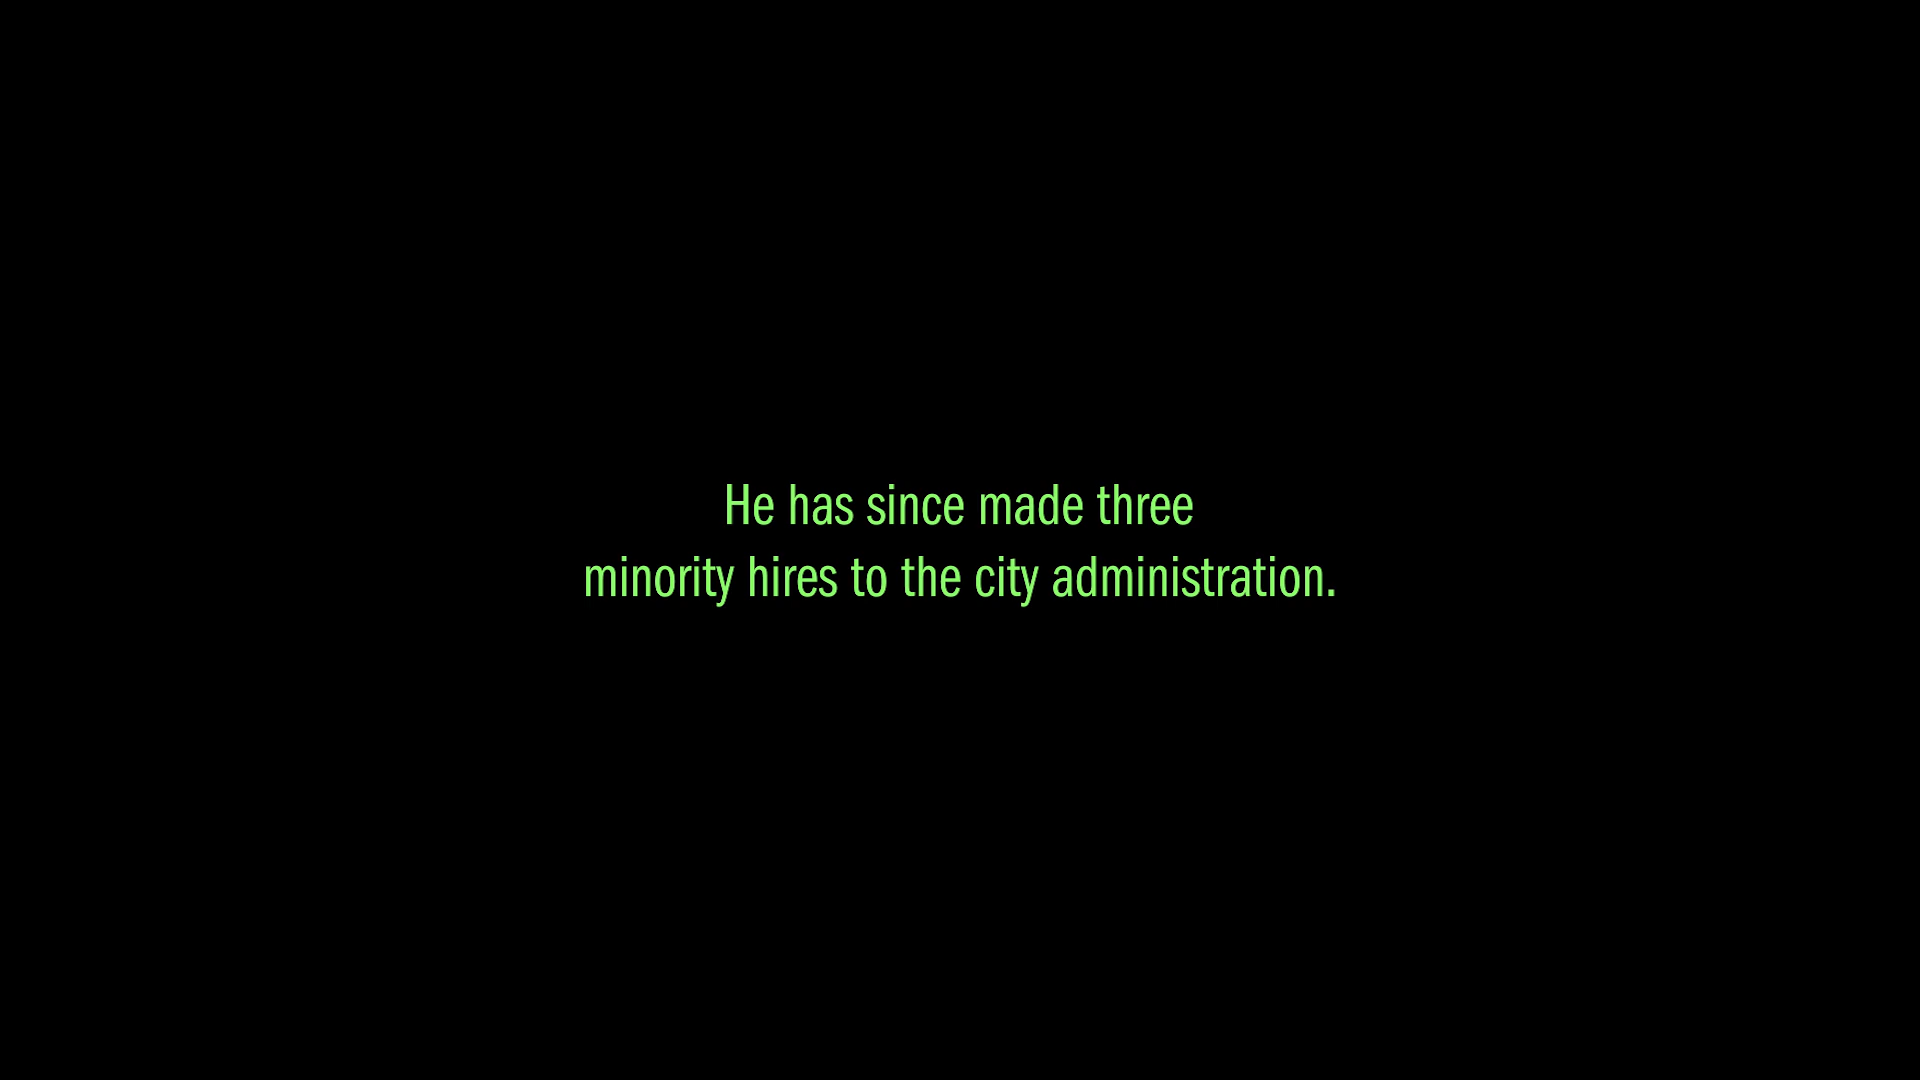 He has since made three
minority hires to the city administration.